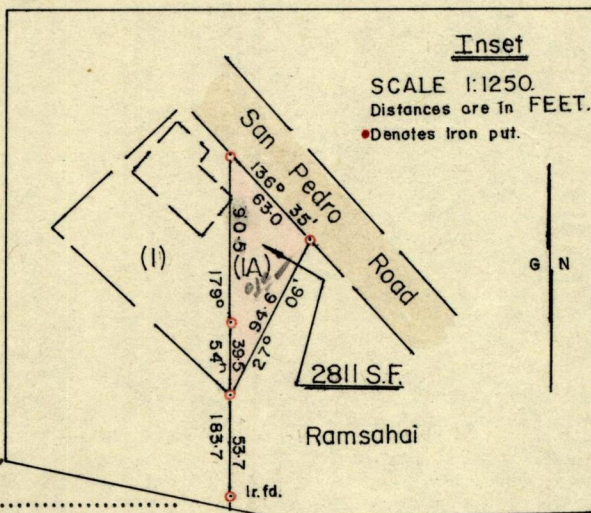 Inset
SCALE 1:1250.
Distances are in FEET.
Denotes Iron put.
San Pedro Road
136° 35'
63.0
G N
(1)
(1A)
90.5
179° 54'
39.5
94.6
27° 06'
2811 S.F.
Ramsahai
53.7
183.7
Ir. fd.